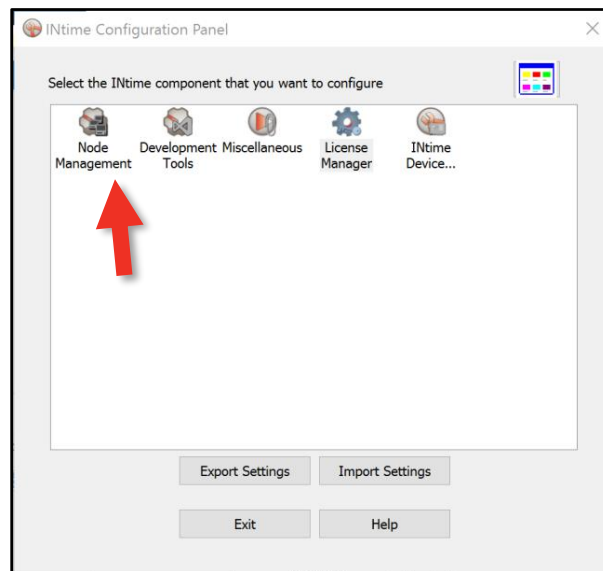 INtime Configuration Panel
Select the INtime component that you want to configure
Node Management
Development Tools
Miscellaneous
License Manager
INtime Device...
Export Settings
Import Settings
Exit
Help